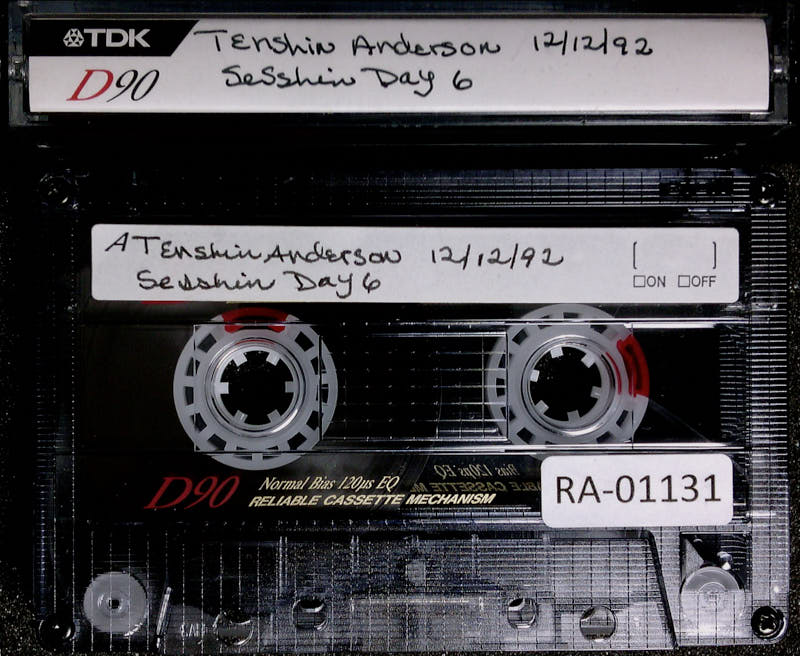 TDK
Tenshin Anderson 12/12/92
D90
Sesshin Day 6
A Tenshin Anderson 12/12/92
Sesshin Day 6
[ ]
□ON □OFF
D90
Normal Bias 120µs EQ
RELIABLE CASSETTE MECHANISM
RA-01131